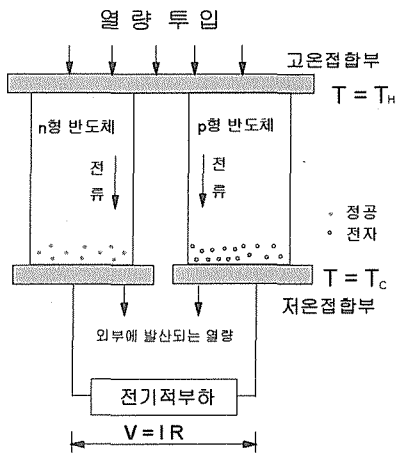 열 량 투 입
고온접합부
T = T_H
n형 반도체
p형 반도체
전
류
전
류
정공
전자
T = T_C
저온접합부
외부에 발산되는 열량
전기적부하
V = I R